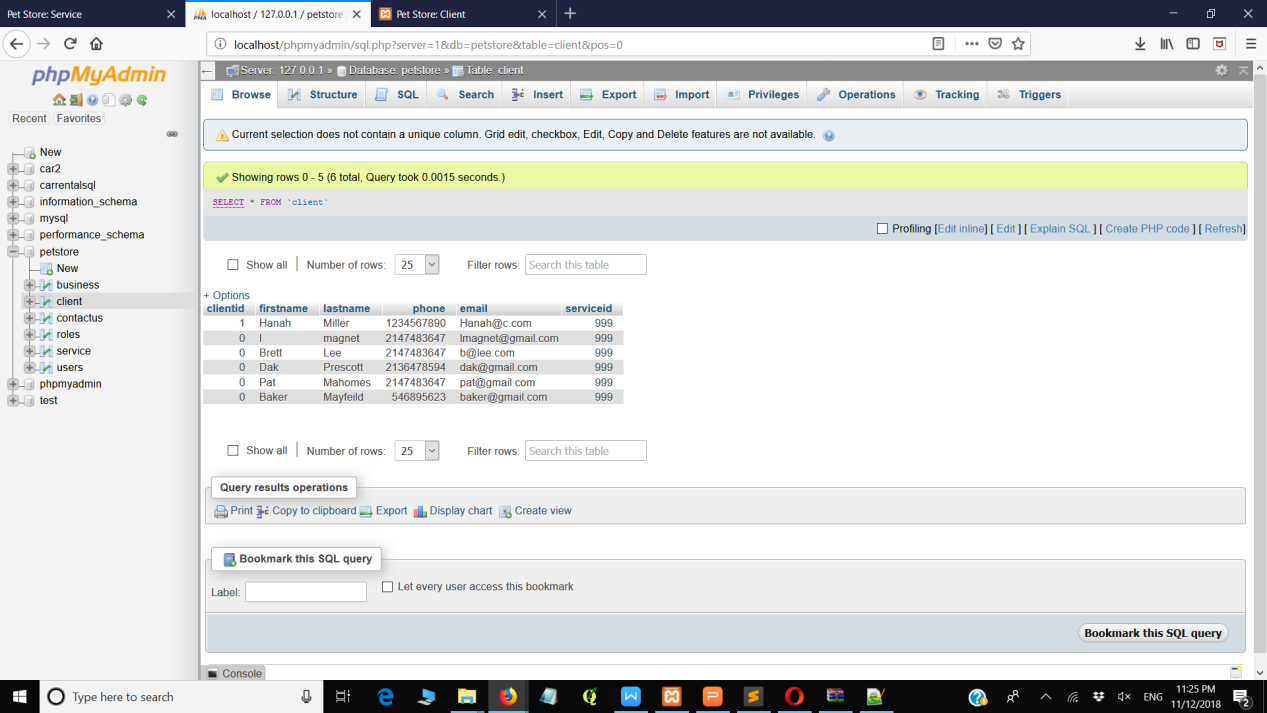 Pet Store: Service
localhost / 127.0.0.1 / petstore
Pet Store: Client
localhost/phpmyadmin/sql.php?server=1&db=petstore&table=client&pos=0
phpMyAdmin
Recent Favorites
New
car2
carrentalsql
information_schema
mysql
performance_schema
petstore
New
business
client
contactus
roles
service
users
phpmyadmin
test
Server: 127.0.0.1 » Database: petstore » Table: client
Browse Structure SQL Search Insert Export Import Privileges Operations Tracking Triggers
Current selection does not contain a unique column. Grid edit, checkbox, Edit, Copy and Delete features are not available.
Showing rows 0 - 5 (6 total, Query took 0.0015 seconds.)
SELECT * FROM `client`
Profiling [Edit inline] [ Edit ] [ Explain SQL ] [ Create PHP code ] [ Refresh]
Show all | Number of rows: 25 Filter rows: Search this table
+ Options
clientid firstname lastname phone email serviceid
1 Hanah Miller 1234567890 Hanah@c.com 999
0 I magnet 2147483647 Imagnet@gmail.com 999
0 Brett Lee 2147483647 b@lee.com 999
0 Dak Prescott 2136478594 dak@gmail.com 999
0 Pat Mahomes 2147483647 pat@gmail.com 999
0 Baker Mayfeild 546895623 baker@gmail.com 999
Show all | Number of rows: 25 Filter rows: Search this table
Query results operations
Print Copy to clipboard Export Display chart Create view
Bookmark this SQL query
Label: Let every user access this bookmark
Bookmark this SQL query
Console
Type here to search
ENG
11:25 PM
11/12/2018
2